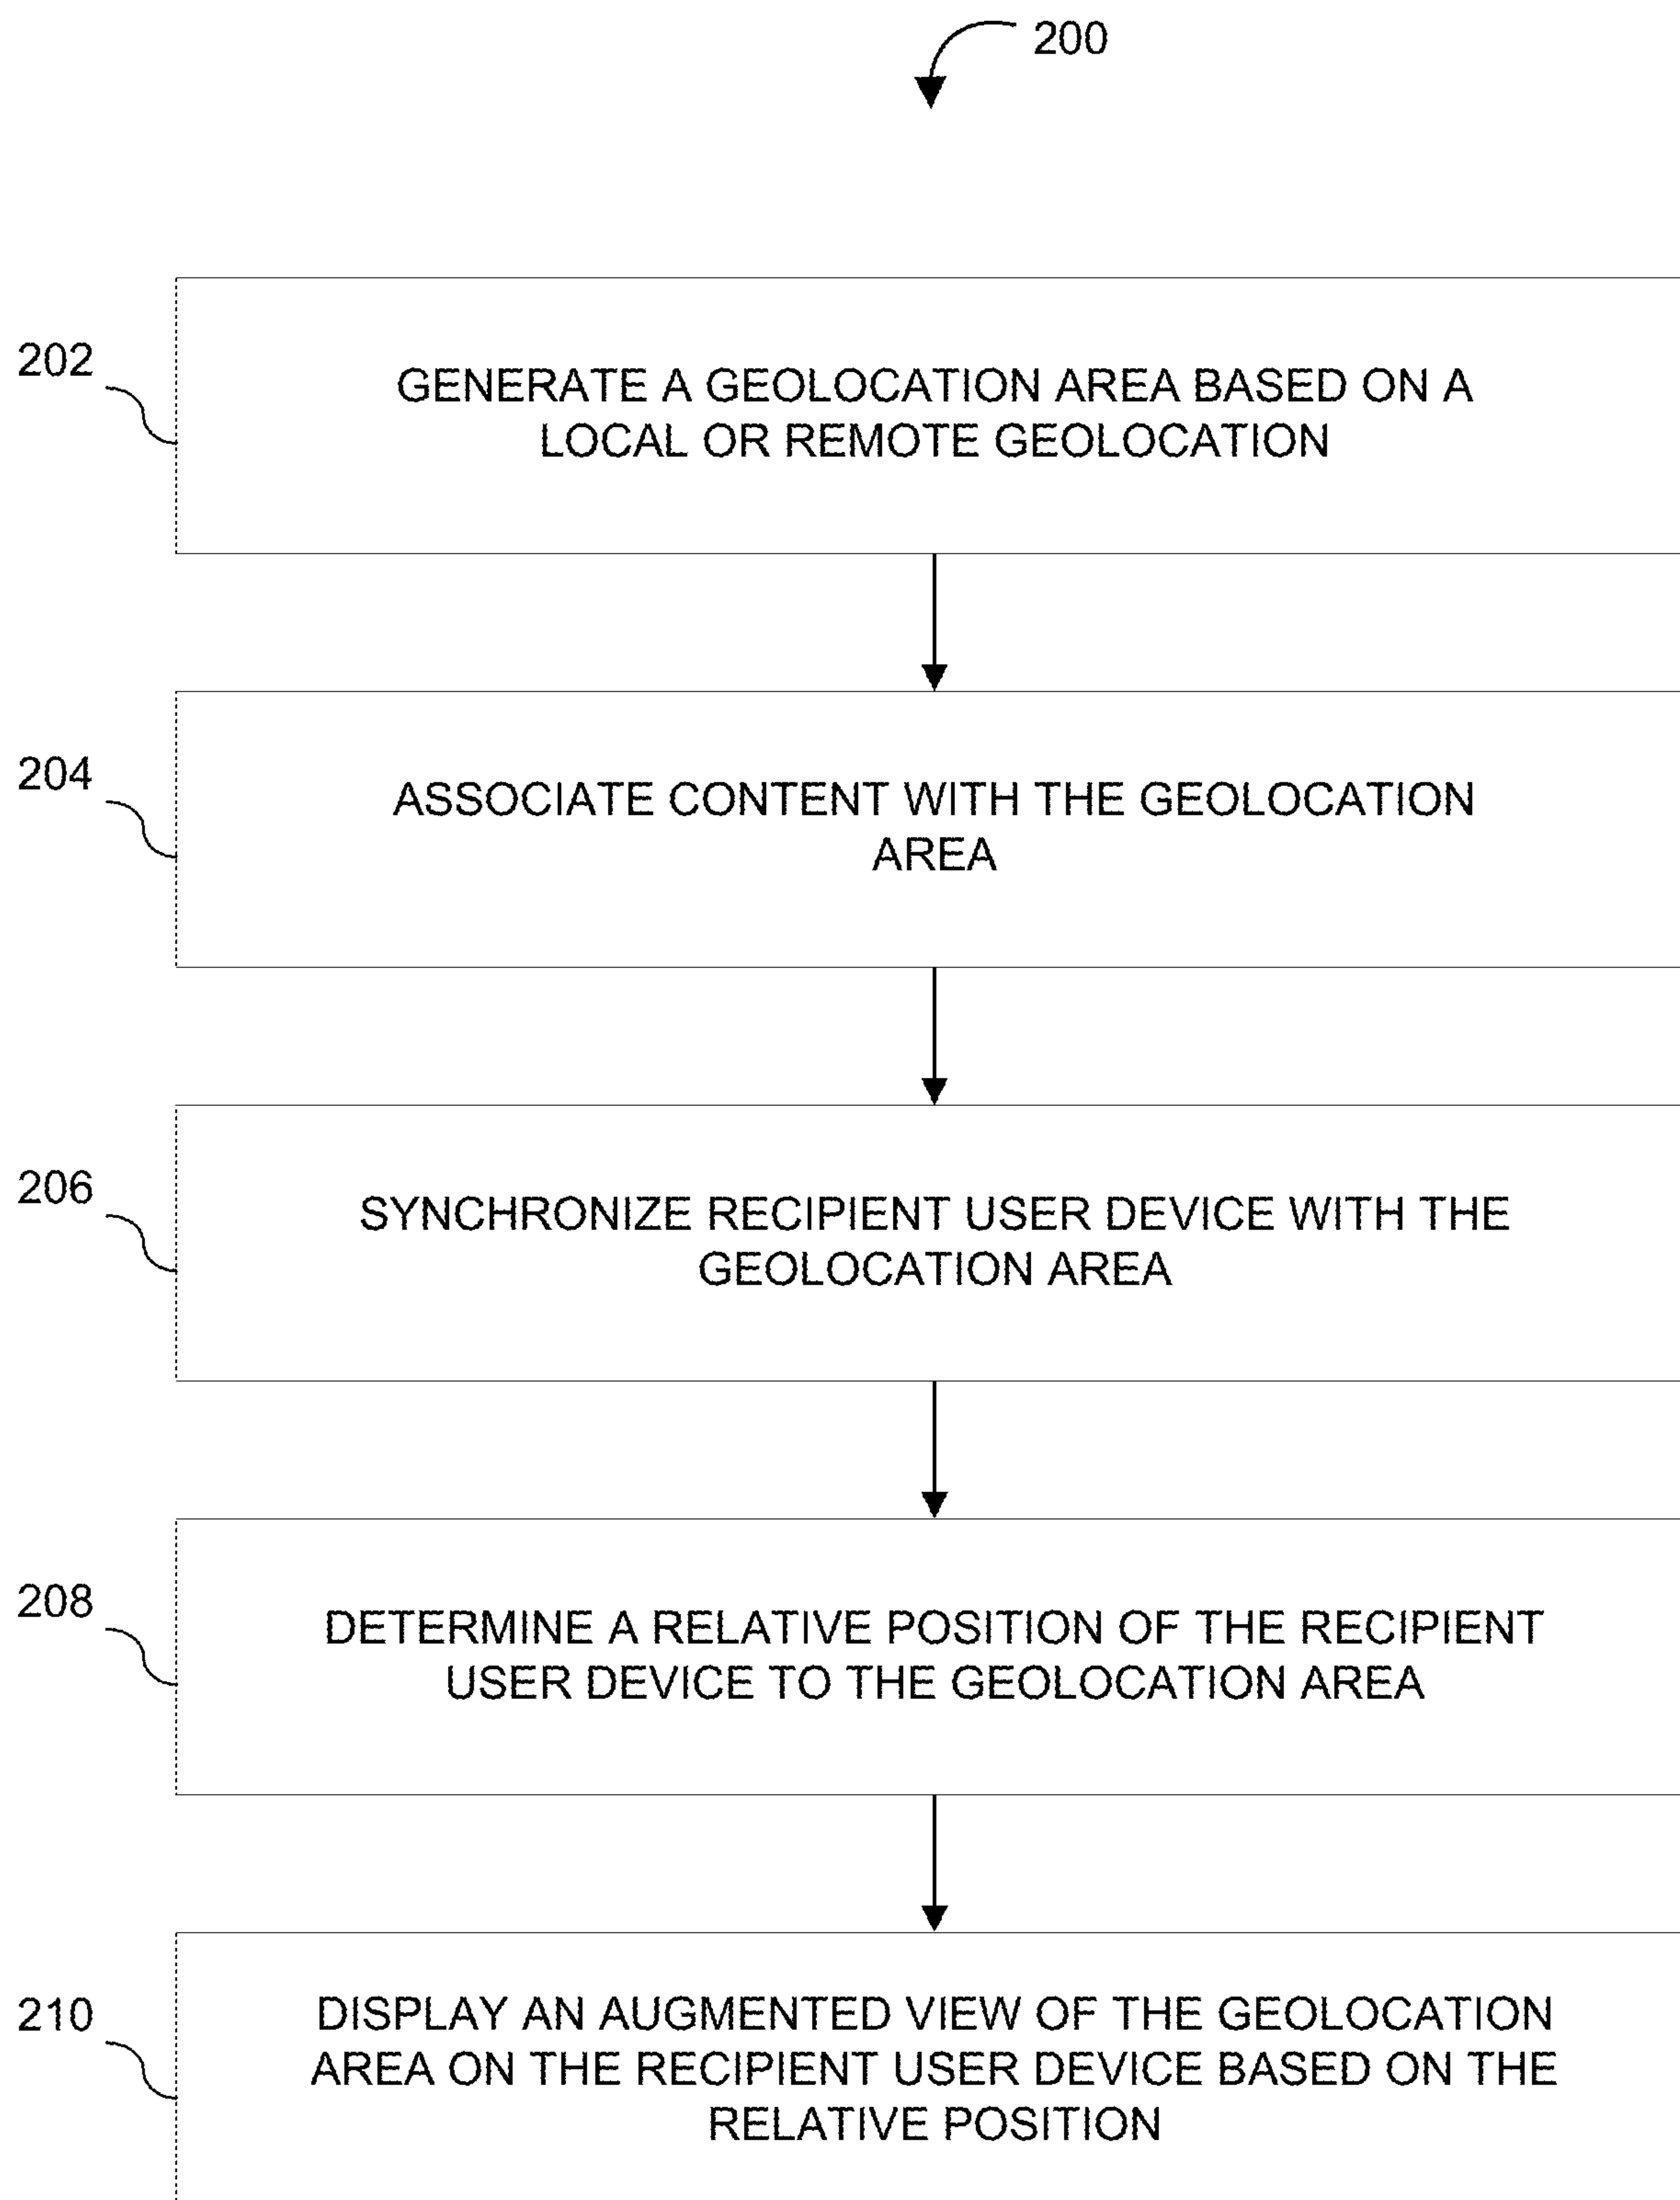 200
202
GENERATE A GEOLOCATION AREA BASED ON A
LOCAL OR REMOTE GEOLOCATION
204
ASSOCIATE CONTENT WITH THE GEOLOCATION
AREA
206
SYNCHRONIZE RECIPIENT USER DEVICE WITH THE
GEOLOCATION AREA
208
DETERMINE A RELATIVE POSITION OF THE RECIPIENT
USER DEVICE TO THE GEOLOCATION AREA
210
DISPLAY AN AUGMENTED VIEW OF THE GEOLOCATION
AREA ON THE RECIPIENT USER DEVICE BASED ON THE
RELATIVE POSITION